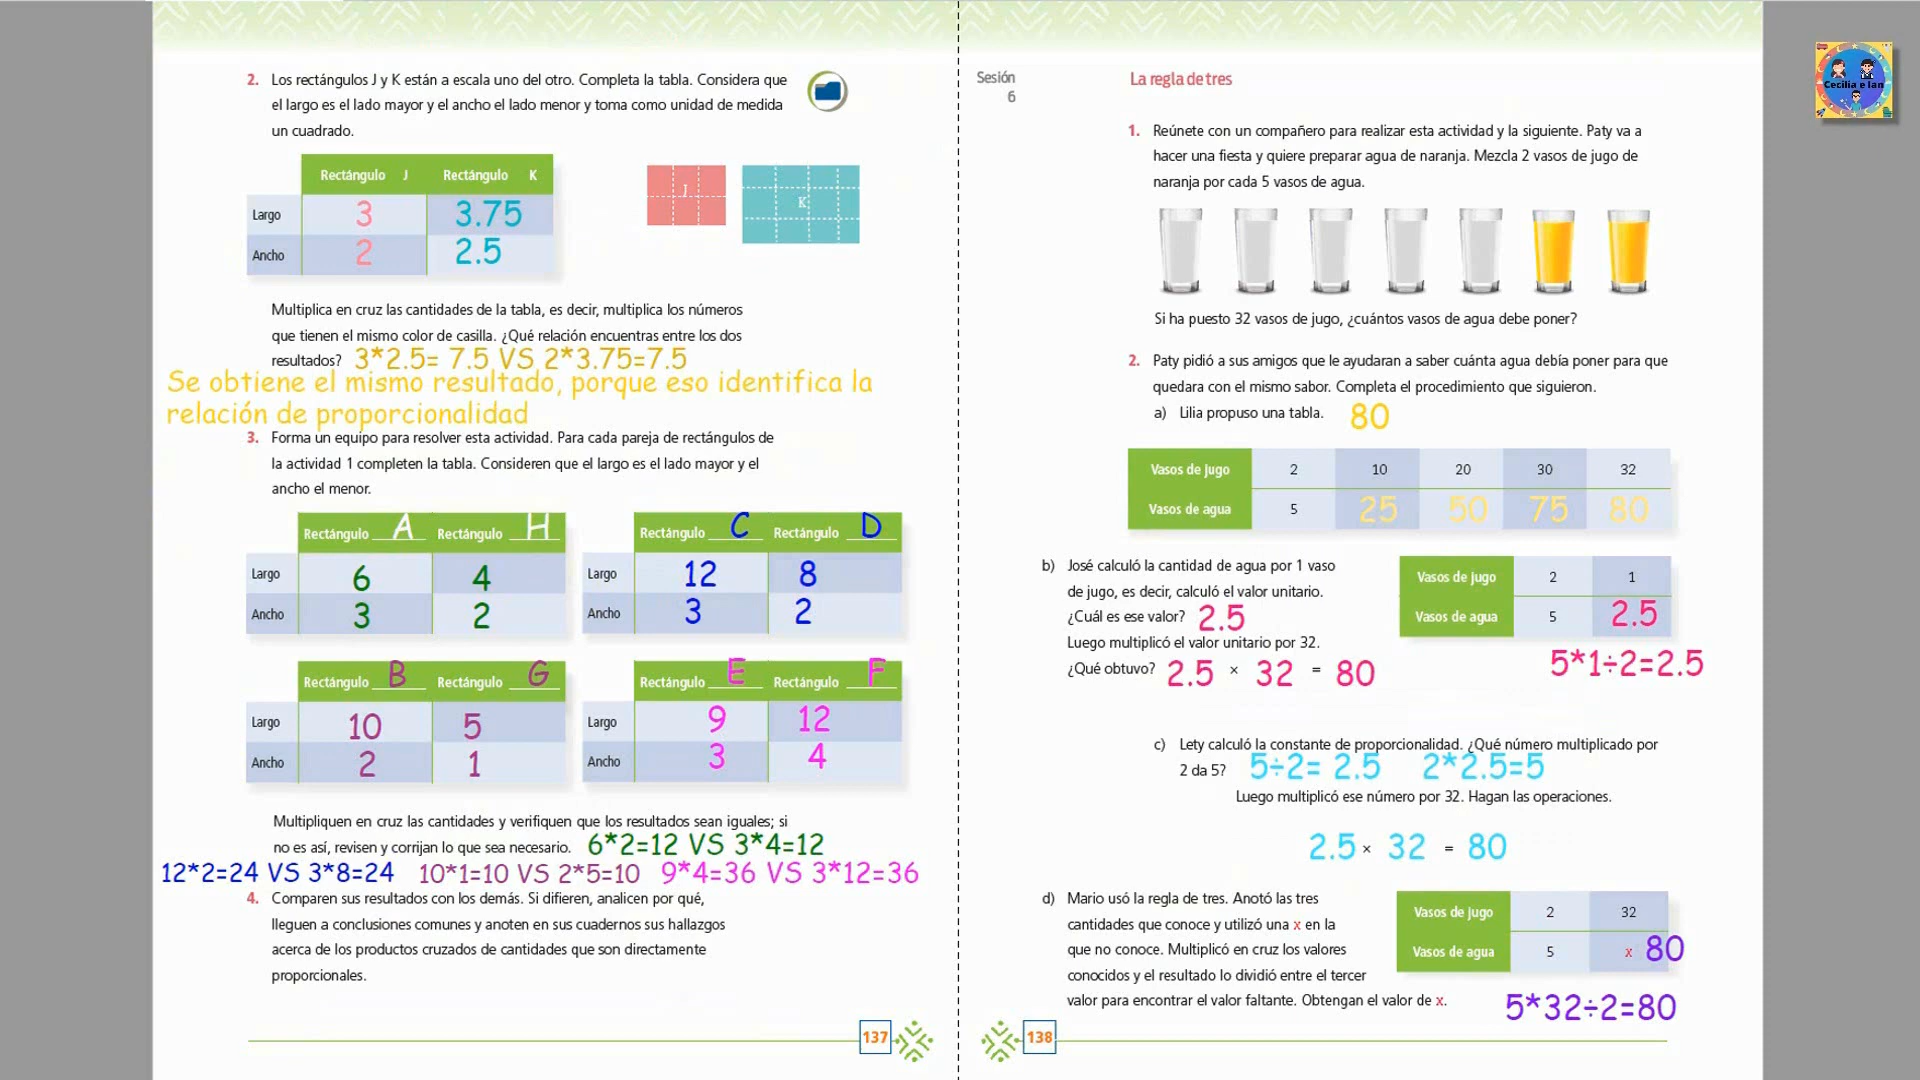 2. Los rectángulos J y K están a escala uno del otro. Completa la tabla. Considera que
el largo es el lado mayor y el ancho el lado menor y toma como unidad de medida
un cuadrado.
Rectángulo J Rectángulo K
Largo 3 3.75
Ancho 2 2.5
J
K
Multiplica en cruz las cantidades de la tabla, es decir, multiplica los números
que tienen el mismo color de casilla. ¿Qué relación encuentras entre los dos
resultados? 3*2.5= 7.5 VS 2*3.75=7.5
Se obtiene el mismo resultado, porque eso identifica la
relación de proporcionalidad
3. Forma un equipo para resolver esta actividad. Para cada pareja de rectángulos de
la actividad 1 completen la tabla. Consideren que el largo es el lado mayor y el
ancho el menor.
Rectángulo A Rectángulo H
Largo 6 4
Ancho 3 2
Rectángulo C Rectángulo D
Largo 12 8
Ancho 3 2
Rectángulo B Rectángulo G
Largo 10 5
Ancho 2 1
Rectángulo E Rectángulo F
Largo 9 12
Ancho 3 4
Multipliquen en cruz las cantidades y verifiquen que los resultados sean iguales; si
no es así, revisen y corrijan lo que sea necesario. 6*2=12 VS 3*4=12
12*2=24 VS 3*8=24 10*1=10 VS 2*5=10 9*4=36 VS 3*12=36
4. Comparen sus resultados con los demás. Si difieren, analicen por qué,
lleguen a conclusiones comunes y anoten en sus cuadernos sus hallazgos
acerca de los productos cruzados de cantidades que son directamente
proporcionales.
137
Sesión
6
La regla de tres
1. Reúnete con un compañero para realizar esta actividad y la siguiente. Paty va a
hacer una fiesta y quiere preparar agua de naranja. Mezcla 2 vasos de jugo de
naranja por cada 5 vasos de agua.
Si ha puesto 32 vasos de jugo, ¿cuántos vasos de agua debe poner?
2. Paty pidió a sus amigos que le ayudaran a saber cuánta agua debía poner para que
quedara con el mismo sabor. Completa el procedimiento que siguieron.
a) Lilia propuso una tabla. 80
Vasos de jugo 2 10 20 30 32
Vasos de agua 5 25 50 75 80
b) José calculó la cantidad de agua por 1 vaso
de jugo, es decir, calculó el valor unitario.
¿Cuál es ese valor? 2.5
Luego multiplicó el valor unitario por 32.
¿Qué obtuvo? 2.5 × 32 = 80
Vasos de jugo 2 1
Vasos de agua 5 2.5
5*1÷2=2.5
c) Lety calculó la constante de proporcionalidad. ¿Qué número multiplicado por
2 da 5? 5÷2= 2.5 2*2.5=5
Luego multiplicó ese número por 32. Hagan las operaciones.
2.5 × 32 = 80
d) Mario usó la regla de tres. Anotó las tres
cantidades que conoce y utilizó una x en la
que no conoce. Multiplicó en cruz los valores
conocidos y el resultado lo dividió entre el tercer
valor para encontrar el valor faltante. Obtengan el valor de x.
Vasos de jugo 2 32
Vasos de agua 5 x 80
5*32÷2=80
138
Cecilia e Ian